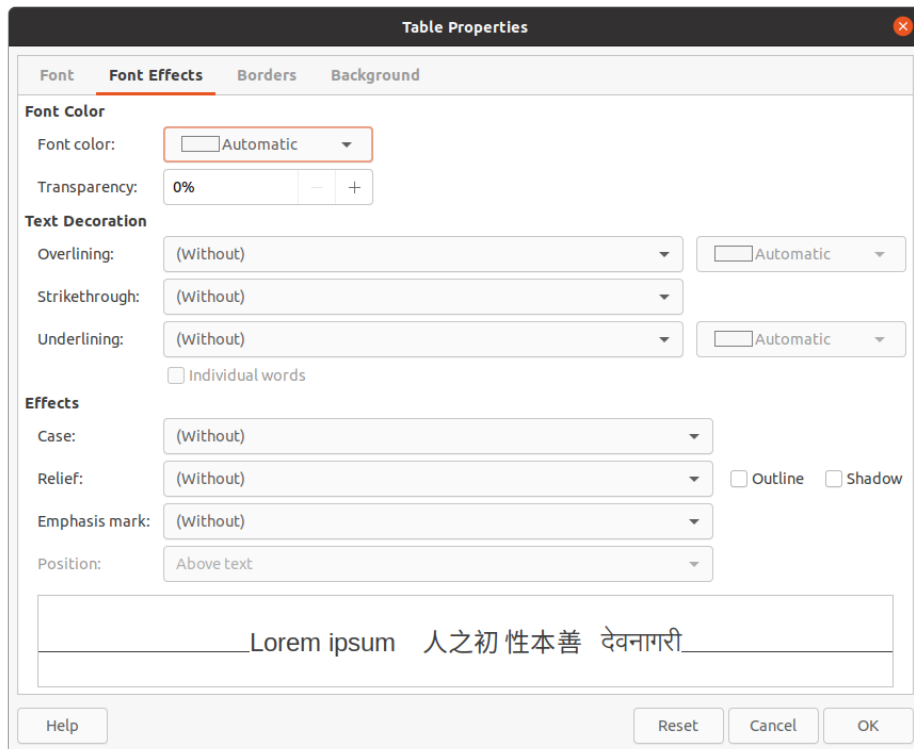 Table Properties
Font Font Effects Borders Background
Font Color
Font color: Automatic
Transparency: 0%
Text Decoration
Overlining: (Without) Automatic
Strikethrough: (Without)
Underlining: (Without) Automatic
Individual words
Effects
Case: (Without)
Relief: (Without) Outline Shadow
Emphasis mark: (Without)
Position: Above text
Lorem ipsum 人之初 性本善 देवनागरी
Help Reset Cancel OK